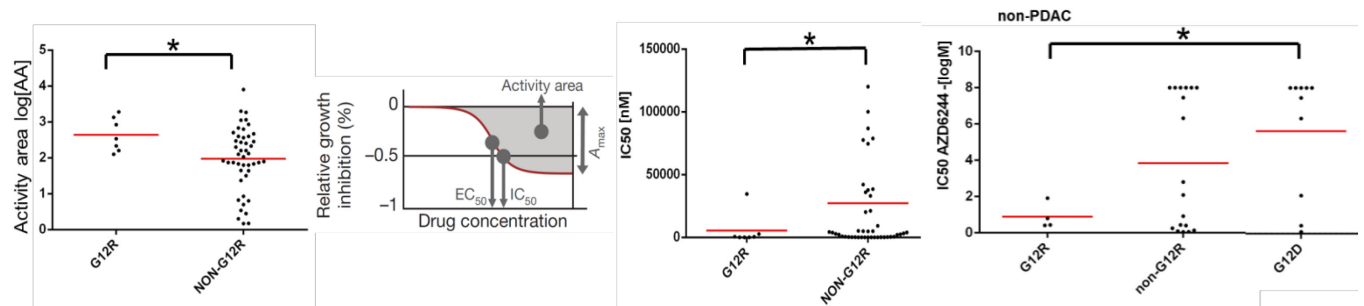 Activity area log[AA]
5
4
3
2
1
0
*
G12R
NON-G12R
Relative growth
inhibition (%)
0
−0.5
−1
Activity area
Amax
EC50
IC50
Drug concentration
IC50 [nM]
150000
100000
50000
0
*
G12R
NON-G12R
non-PDAC
IC50 AZD6244 -[logM]
10
8
6
4
2
0
*
G12R
non-G12R
G12D